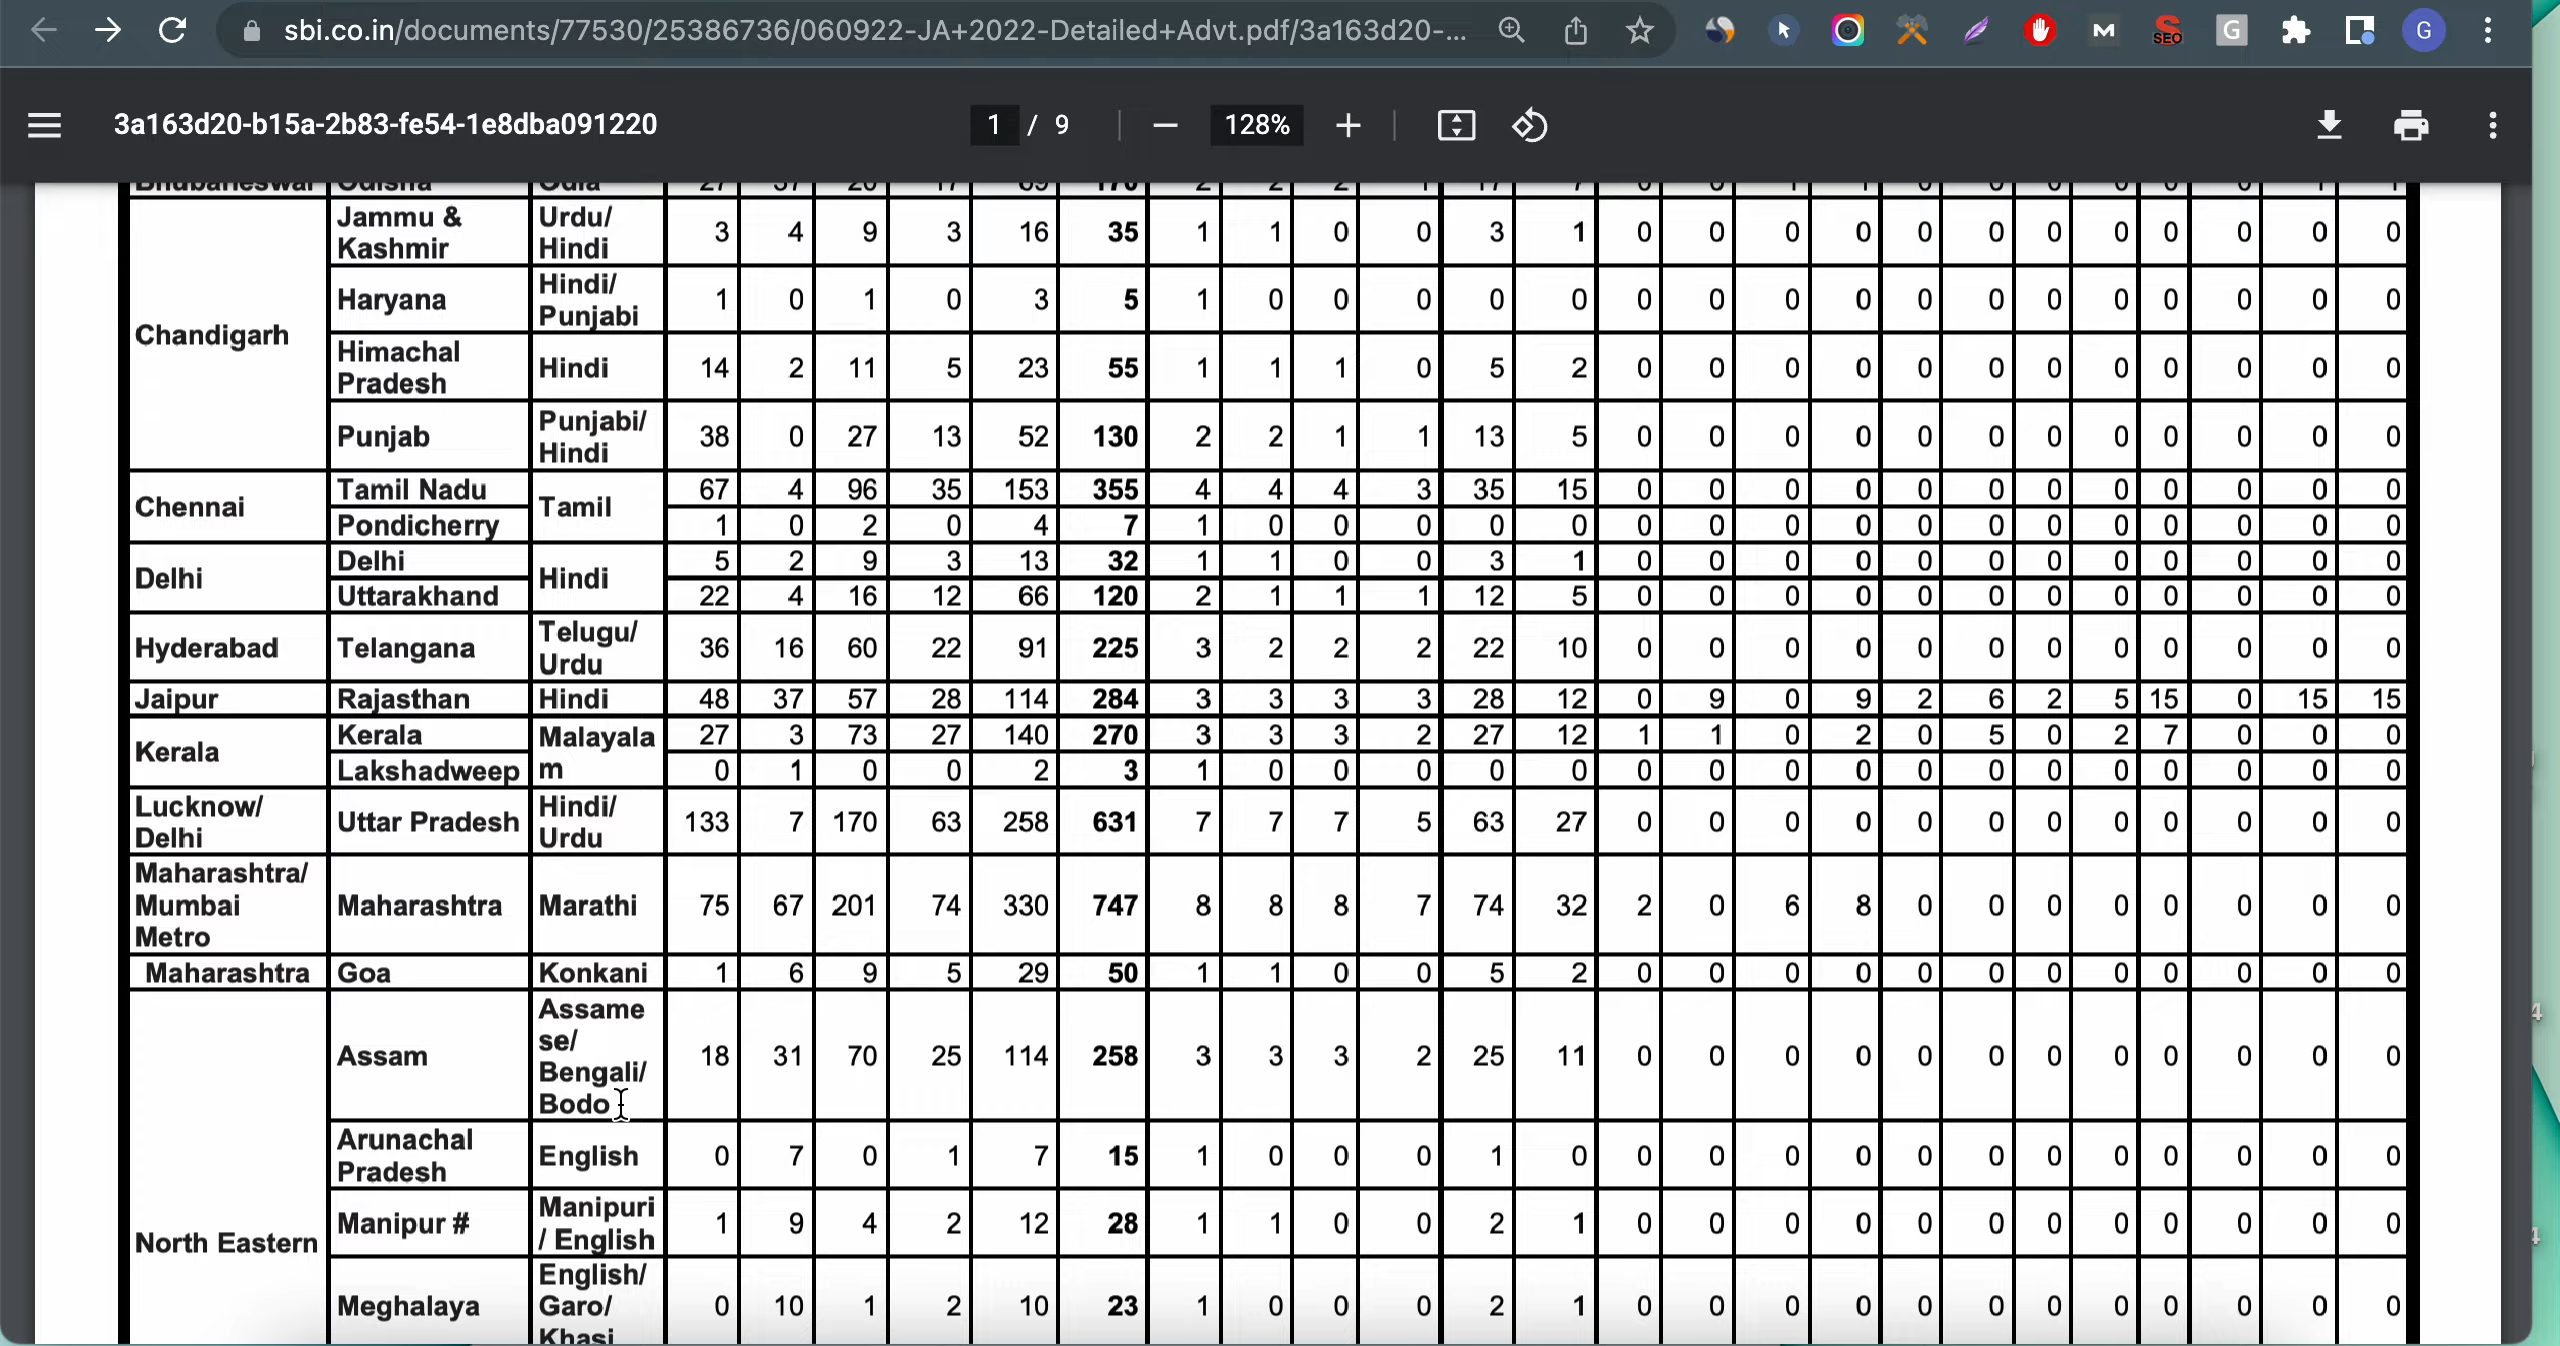 sbi.co.in/documents/77530/25386736/060922-JA+2022-Detailed+Advt.pdf/3a163d20-...
SEO
G
G
3a163d20-b15a-2b83-fe54-1e8dba091220
1 / 9
128%
Bhubaneswar Odisha Odia 27 37 20 17 69 170 2 2 2 1 17 7 0 0 1 1 0 0 0 0 0 0 1 1
Chandigarh
Jammu & Kashmir Urdu/ Hindi 3 4 9 3 16 35 1 1 0 0 3 1 0 0 0 0 0 0 0 0 0 0 0 0
Haryana Hindi/ Punjabi 1 0 1 0 3 5 1 0 0 0 0 0 0 0 0 0 0 0 0 0 0 0 0 0
Himachal Pradesh Hindi 14 2 11 5 23 55 1 1 1 0 5 2 0 0 0 0 0 0 0 0 0 0 0 0
Punjab Punjabi/ Hindi 38 0 27 13 52 130 2 2 1 1 13 5 0 0 0 0 0 0 0 0 0 0 0 0
Chennai
Tamil Nadu Tamil 67 4 96 35 153 355 4 4 4 3 35 15 0 0 0 0 0 0 0 0 0 0 0 0
Pondicherry 1 0 2 0 4 7 1 0 0 0 0 0 0 0 0 0 0 0 0 0 0 0 0 0
Delhi
Delhi Hindi 5 2 9 3 13 32 1 1 0 0 3 1 0 0 0 0 0 0 0 0 0 0 0 0
Uttarakhand 22 4 16 12 66 120 2 1 1 1 12 5 0 0 0 0 0 0 0 0 0 0 0 0
Hyderabad Telangana Telugu/ Urdu 36 16 60 22 91 225 3 2 2 2 22 10 0 0 0 0 0 0 0 0 0 0 0 0
Jaipur Rajasthan Hindi 48 37 57 28 114 284 3 3 3 3 28 12 0 9 0 9 2 6 2 5 15 0 15 15
Kerala
Kerala Malayala m 27 3 73 27 140 270 3 3 3 2 27 12 1 1 0 2 0 5 0 2 7 0 0 0
Lakshadweep 0 1 0 0 2 3 1 0 0 0 0 0 0 0 0 0 0 0 0 0 0 0 0 0
Lucknow/ Delhi Uttar Pradesh Hindi/ Urdu 133 7 170 63 258 631 7 7 7 5 63 27 0 0 0 0 0 0 0 0 0 0 0 0
Maharashtra/ Mumbai Metro Maharashtra Marathi 75 67 201 74 330 747 8 8 8 7 74 32 2 0 6 8 0 0 0 0 0 0 0 0
Maharashtra Goa Konkani 1 6 9 5 29 50 1 1 0 0 5 2 0 0 0 0 0 0 0 0 0 0 0 0
North Eastern
Assam Assame se/ Bengali/ Bodo 18 31 70 25 114 258 3 3 3 2 25 11 0 0 0 0 0 0 0 0 0 0 0 0
Arunachal Pradesh English 0 7 0 1 7 15 1 0 0 0 1 0 0 0 0 0 0 0 0 0 0 0 0 0
Manipur # Manipuri / English 1 9 4 2 12 28 1 1 0 0 2 1 0 0 0 0 0 0 0 0 0 0 0 0
Meghalaya English/ Garo/ Khasi 0 10 1 2 10 23 1 0 0 0 2 1 0 0 0 0 0 0 0 0 0 0 0 0